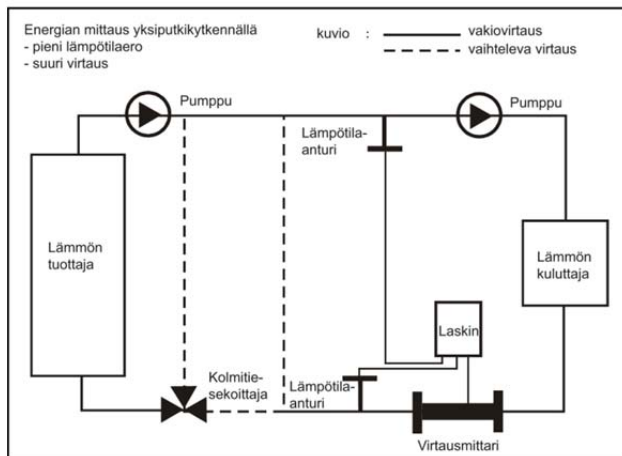 Energian mittaus yksiputkikytkennällä
- pieni lämpötilaero
- suuri virtaus
kuvio : vakiovirtaus
vaihteleva virtaus
Pumppu
Pumppu
Lämpötila-
anturi
Lämmön
tuottaja
Lämmön
kuluttaja
Laskin
Kolmitie-
sekoittaja
Lämpötila-
anturi
Virtausmittari